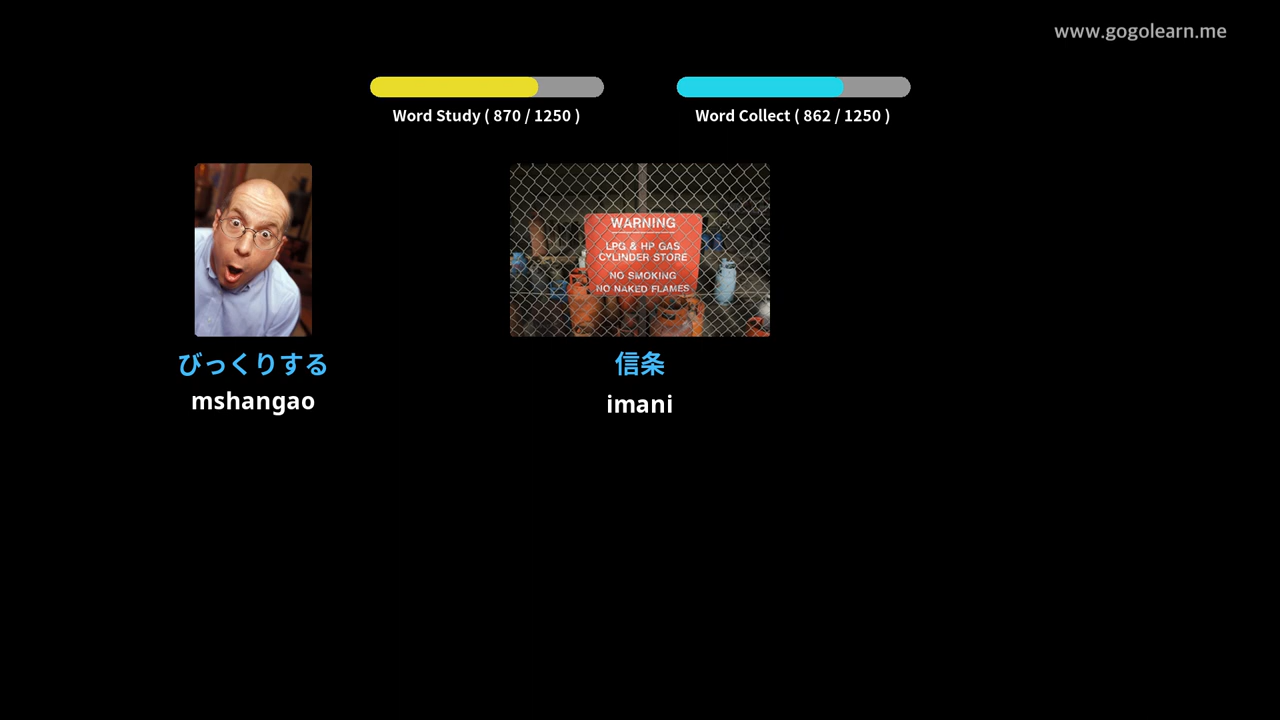 www.gogolearn.me
Word Study ( 870 / 1250 )
Word Collect ( 862 / 1250 )
WARNING
LPG & HP GAS
CYLINDER STORE
NO SMOKING
NO NAKED FLAMES
びっくりする
mshangao
信条
imani